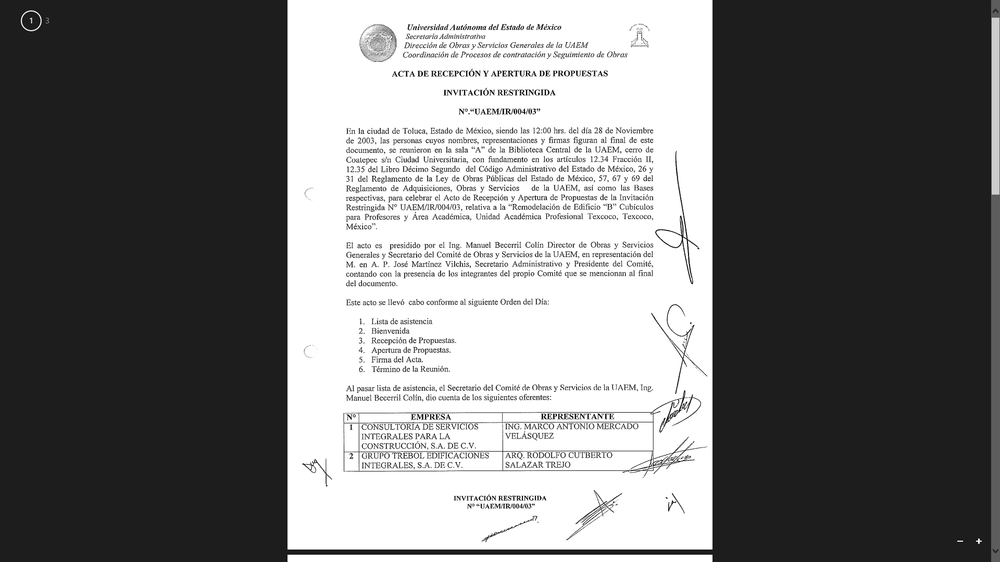 1 3
Universidad Autónoma del Estado de México
Secretaría Administrativa
Dirección de Obras y Servicios Generales de la UAEM
Coordinación de Procesos de contratación y Seguimiento de Obras
ACTA DE RECEPCIÓN Y APERTURA DE PROPUESTAS
INVITACIÓN RESTRINGIDA
N°.“UAEM/IR/004/03”
En la ciudad de Toluca, Estado de México, siendo las 12:00 hrs. del día 28 de Noviembre
de 2003, las personas cuyos nombres, representaciones y firmas figuran al final de este
documento, se reunieron en la sala “A” de la Biblioteca Central de la UAEM, cerro de
Coatepec s/n Ciudad Universitaria, con fundamento en los artículos 12.34 Fracción II,
12.35 del Libro Décimo Segundo del Código Administrativo del Estado de México, 26 y
31 del Reglamento de la Ley de Obras Públicas del Estado de México, 57, 67 y 69 del
Reglamento de Adquisiciones, Obras y Servicios de la UAEM, así como las Bases
respectivas, para celebrar el Acto de Recepción y Apertura de Propuestas de la Invitación
Restringida N° UAEM/IR/004/03, relativa a la “Remodelación de Edificio “B” Cubículos
para Profesores y Área Académica, Unidad Académica Profesional Texcoco, Texcoco,
México”.
El acto es presidido por el Ing. Manuel Becerril Colín Director de Obras y Servicios
Generales y Secretario del Comité de Obras y Servicios de la UAEM, en representación del
M. en A. P. José Martínez Vilchis, Secretario Administrativo y Presidente del Comité,
contando con la presencia de los integrantes del propio Comité que se mencionan al final
del documento.
Este acto se llevó cabo conforme al siguiente Orden del Día:
1. Lista de asistencia
2. Bienvenida
3. Recepción de Propuestas.
4. Apertura de Propuestas.
5. Firma del Acta.
6. Término de la Reunión.
Al pasar lista de asistencia, el Secretario del Comité de Obras y Servicios de la UAEM, Ing.
Manuel Becerril Colín, dio cuenta de los siguientes oferentes:
N° EMPRESA REPRESENTANTE
1 CONSULTORÍA DE SERVICIOS ING. MARCO ANTONIO MERCADO
INTEGRALES PARA LA VELÁSQUEZ
CONSTRUCCIÓN, S.A. DE C.V.
2 GRUPO TREBOL EDIFICACIONES ARQ. RODOLFO CUTBERTO
INTEGRALES, S.A. DE C.V. SALAZAR TREJO
INVITACIÓN RESTRINGIDA
N° “UAEM/IR/004/03”